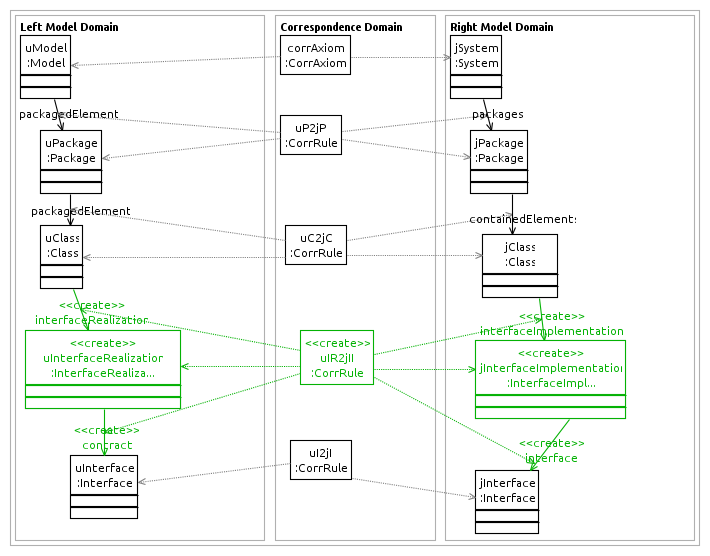 Left Model Domain
Correspondence Domain
Right Model Domain
uModel
:Model
corrAxiom
:CorrAxiom
jSystem
:System
packagedElement
packages
uP2jP
:CorrRule
uPackage
:Package
jPackage
:Package
packagedElement
containedElements
uClass
:Class
uC2jC
:CorrRule
jClass
:Class
<<create>>
interfaceRealization
<<create>>
interfaceImplementation
<<create>>
uInterfaceRealization
:InterfaceRealiza...
<<create>>
uIR2jII
:CorrRule
<<create>>
jInterfaceImplementation
:InterfaceImpl...
<<create>>
contract
<<create>>
interface
uInterface
:Interface
uI2jI
:CorrRule
jInterface
:Interface